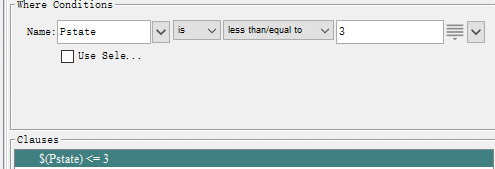 Where Conditions
Name: Pstate is less than/equal to 3
Use Sele...
Clauses
$(Pstate) <= 3